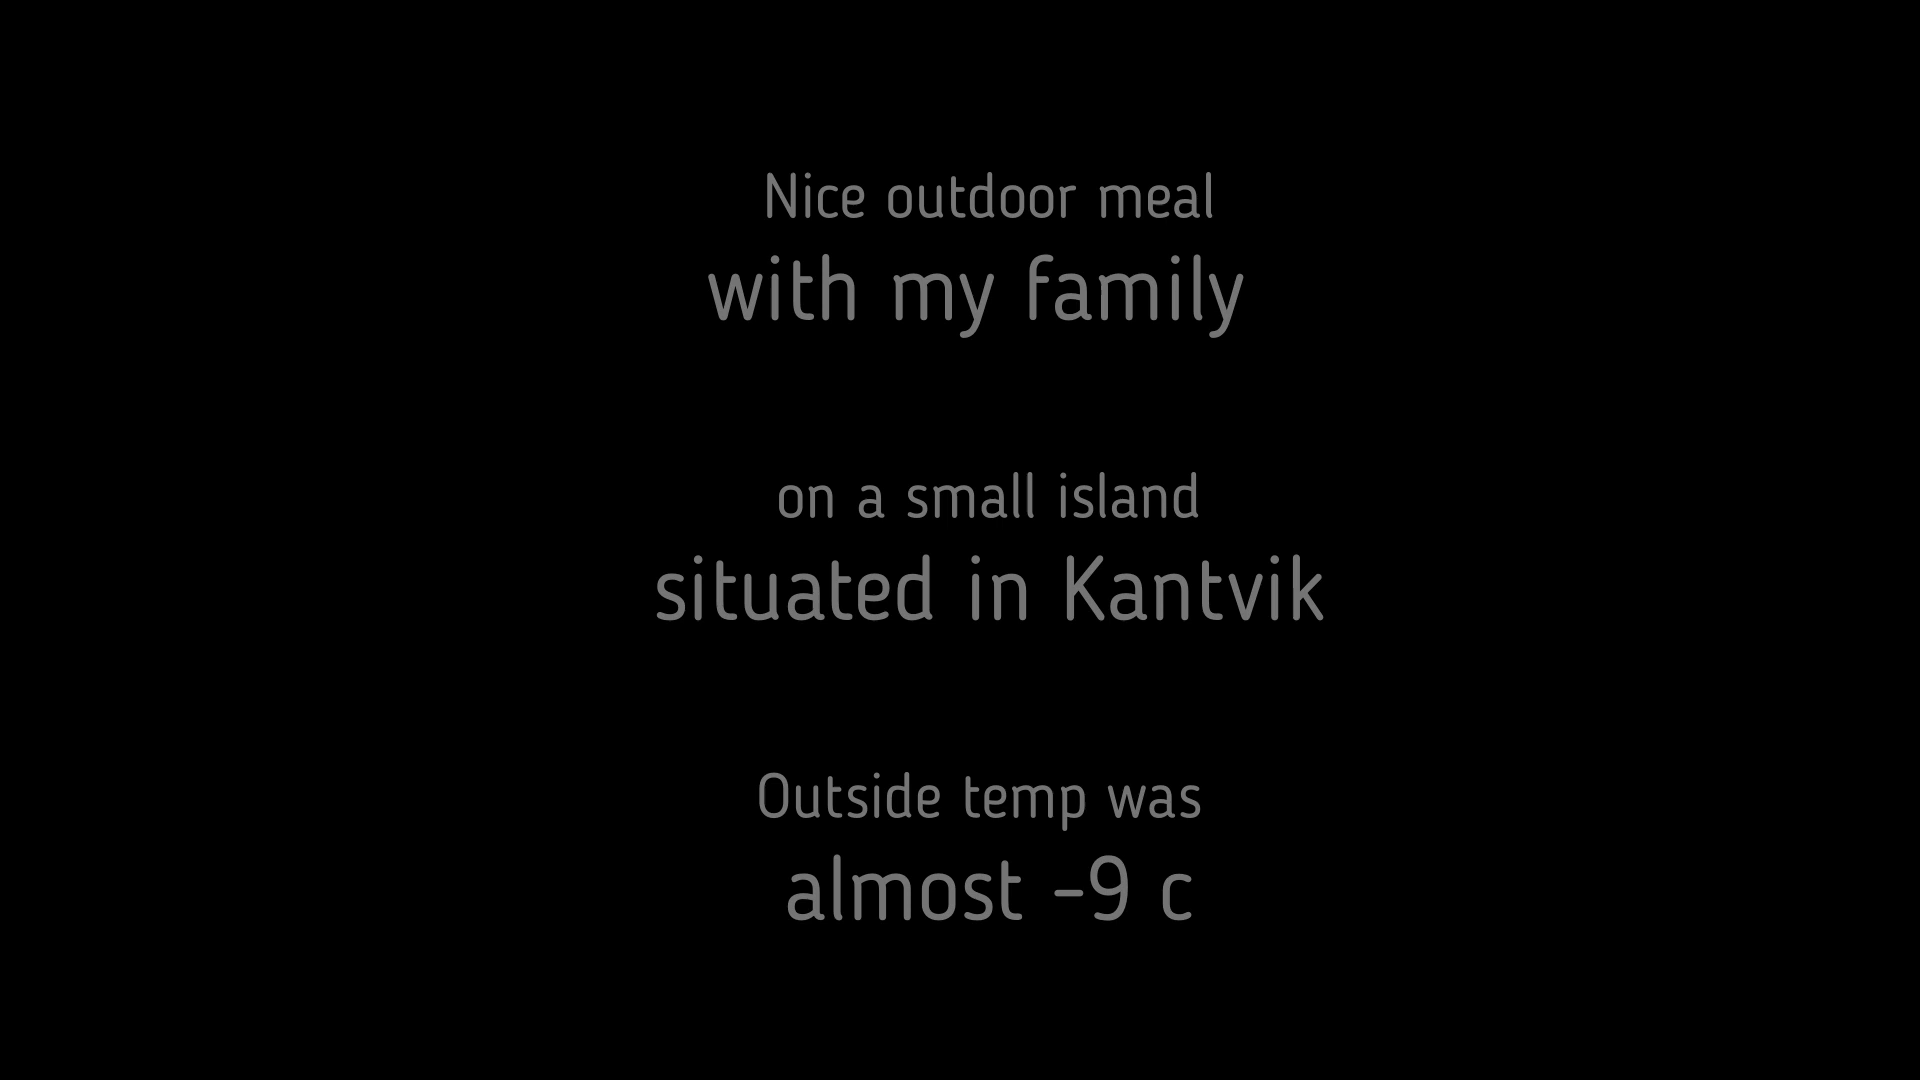 Nice outdoor meal
with my family
on a small island
situated in Kantvik
Outside temp was
almost -9 c